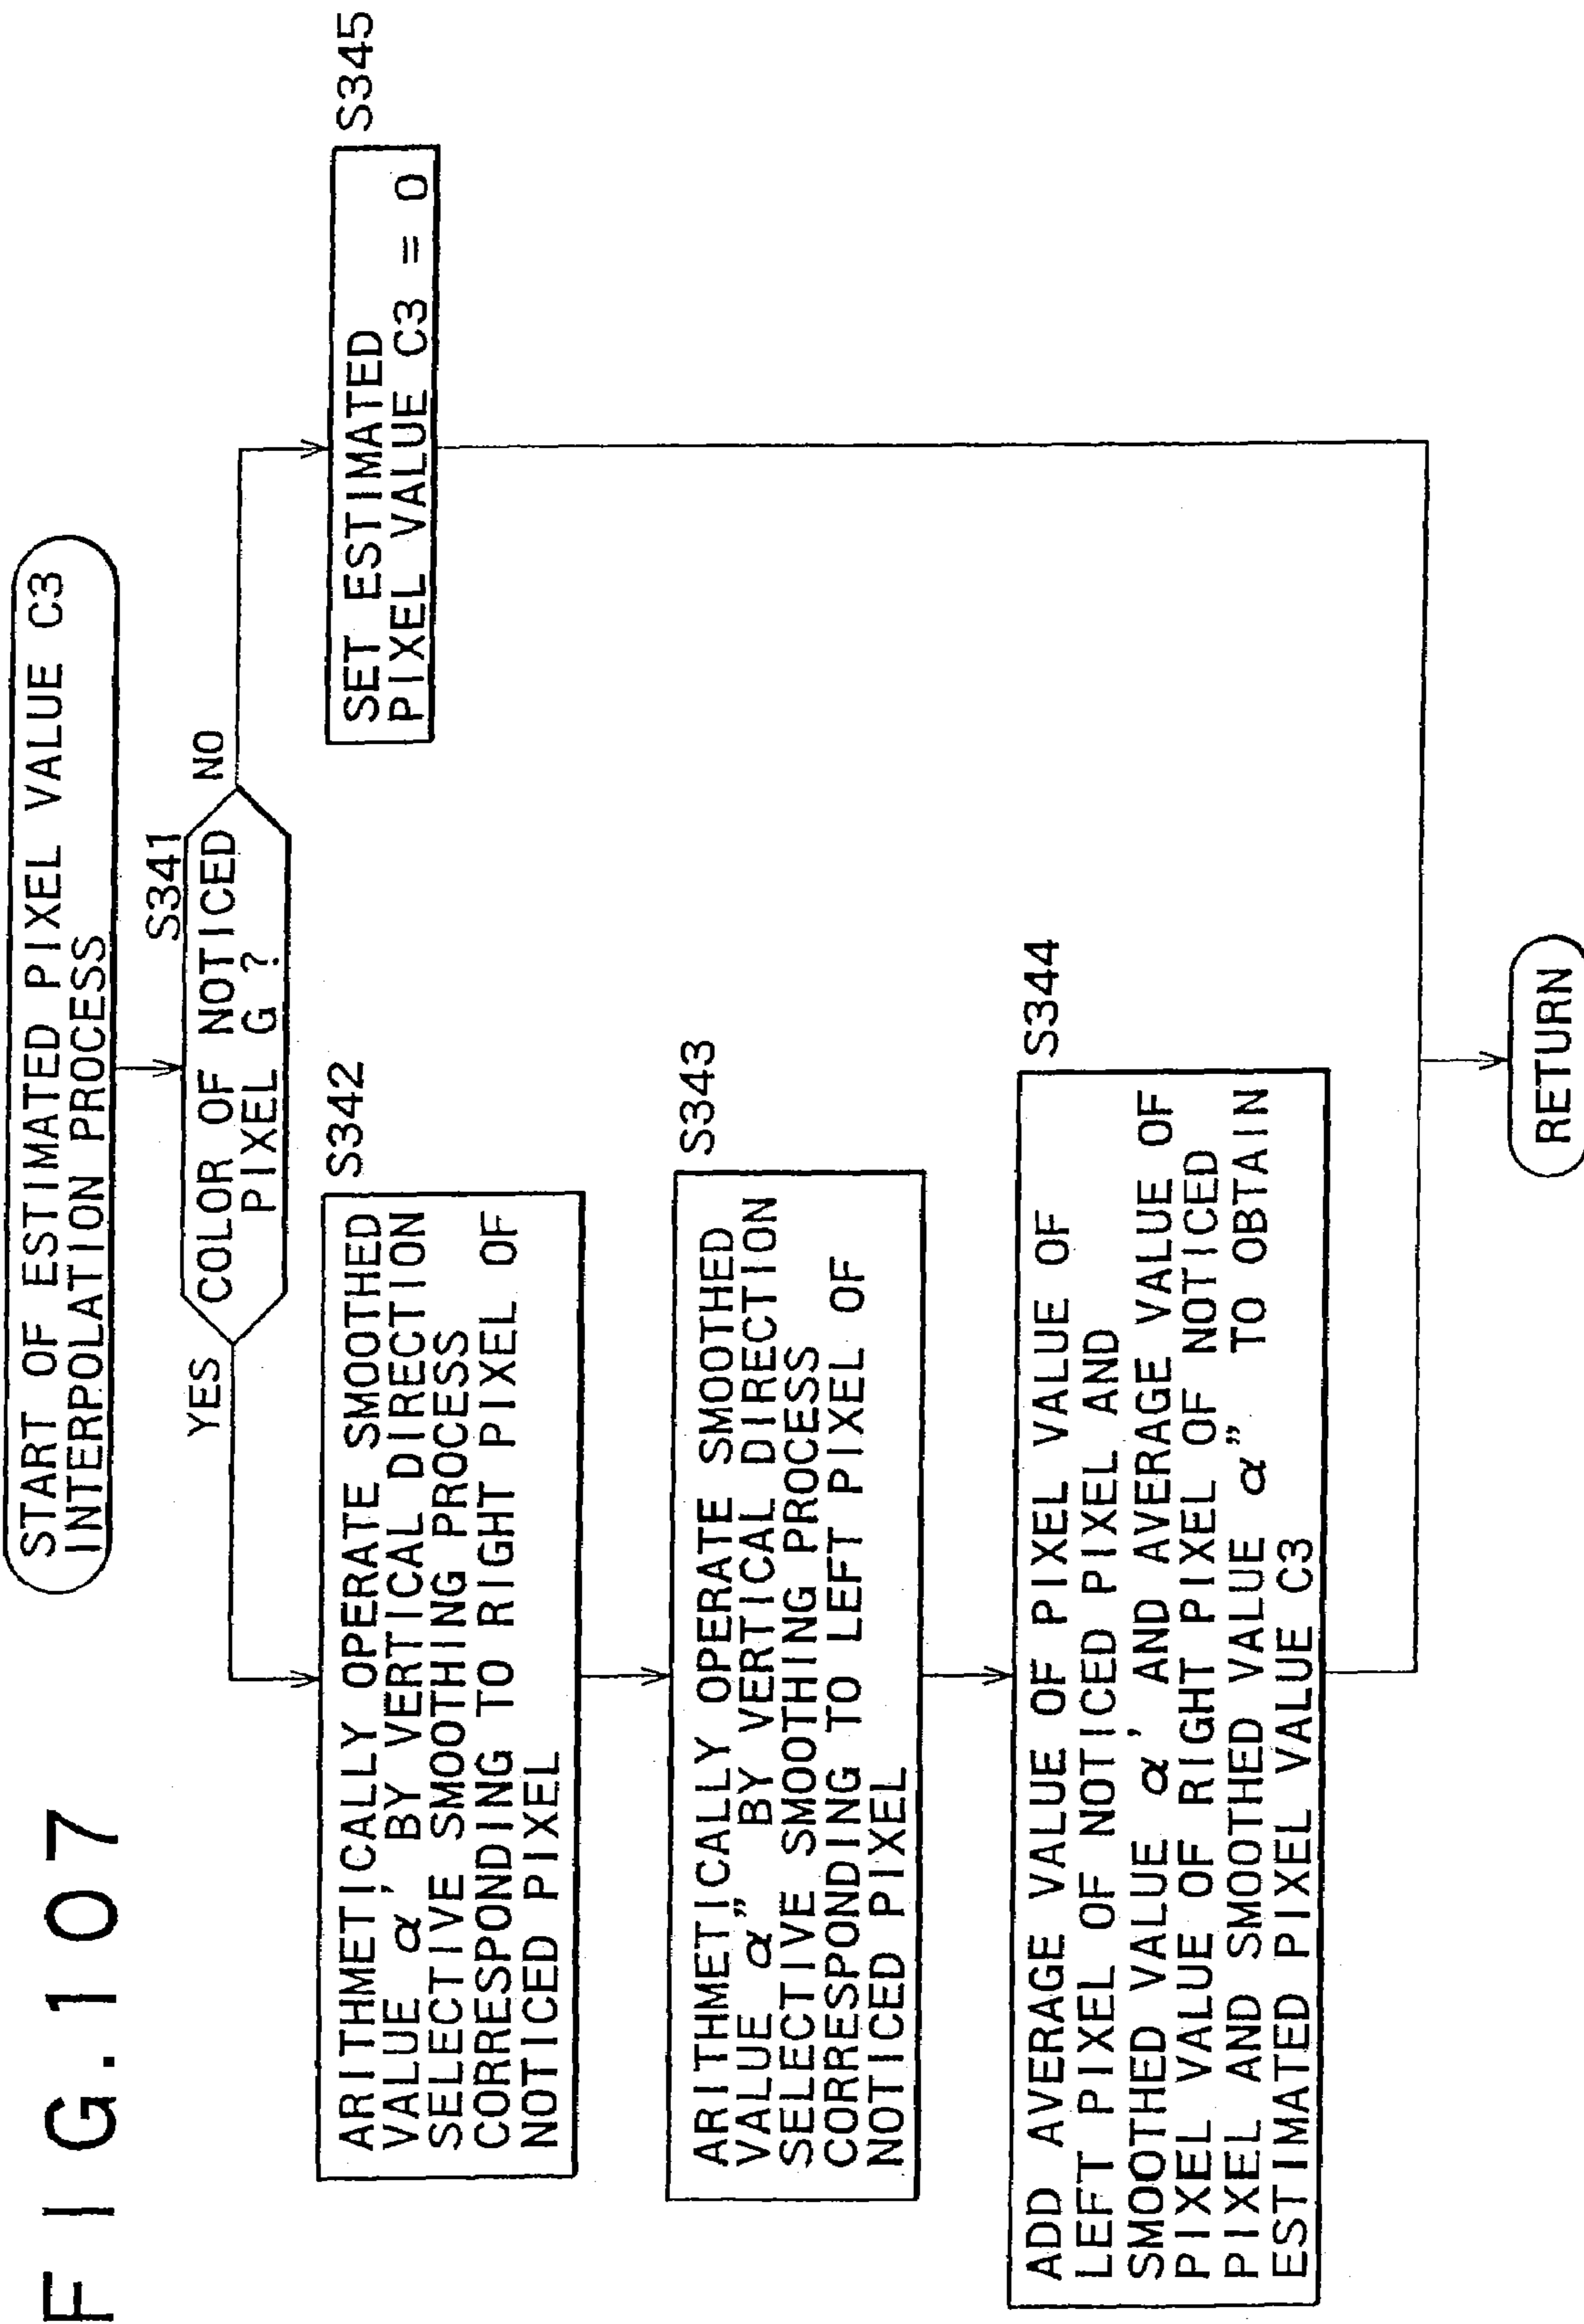 FIG.107
START OF ESTIMATED PIXEL VALUE C3
INTERPOLATION PROCESS
S341
COLOR OF NOTICED
PIXEL G ?
YES
NO
S342
ARITHMETICALLY OPERATE SMOOTHED
VALUE α' BY VERTICAL DIRECTION
SELECTIVE SMOOTHING PROCESS
CORRESPONDING TO RIGHT PIXEL OF
NOTICED PIXEL
S345
SET ESTIMATED
PIXEL VALUE C3 = 0
S343
ARITHMETICALLY OPERATE SMOOTHED
VALUE α" BY VERTICAL DIRECTION
SELECTIVE SMOOTHING PROCESS
CORRESPONDING TO LEFT PIXEL OF
NOTICED PIXEL
S344
ADD AVERAGE VALUE OF PIXEL VALUE OF
LEFT PIXEL OF NOTICED PIXEL AND
SMOOTHED VALUE α' AND AVERAGE VALUE OF
PIXEL VALUE OF RIGHT PIXEL OF NOTICED
PIXEL AND SMOOTHED VALUE α" TO OBTAIN
ESTIMATED PIXEL VALUE C3
RETURN